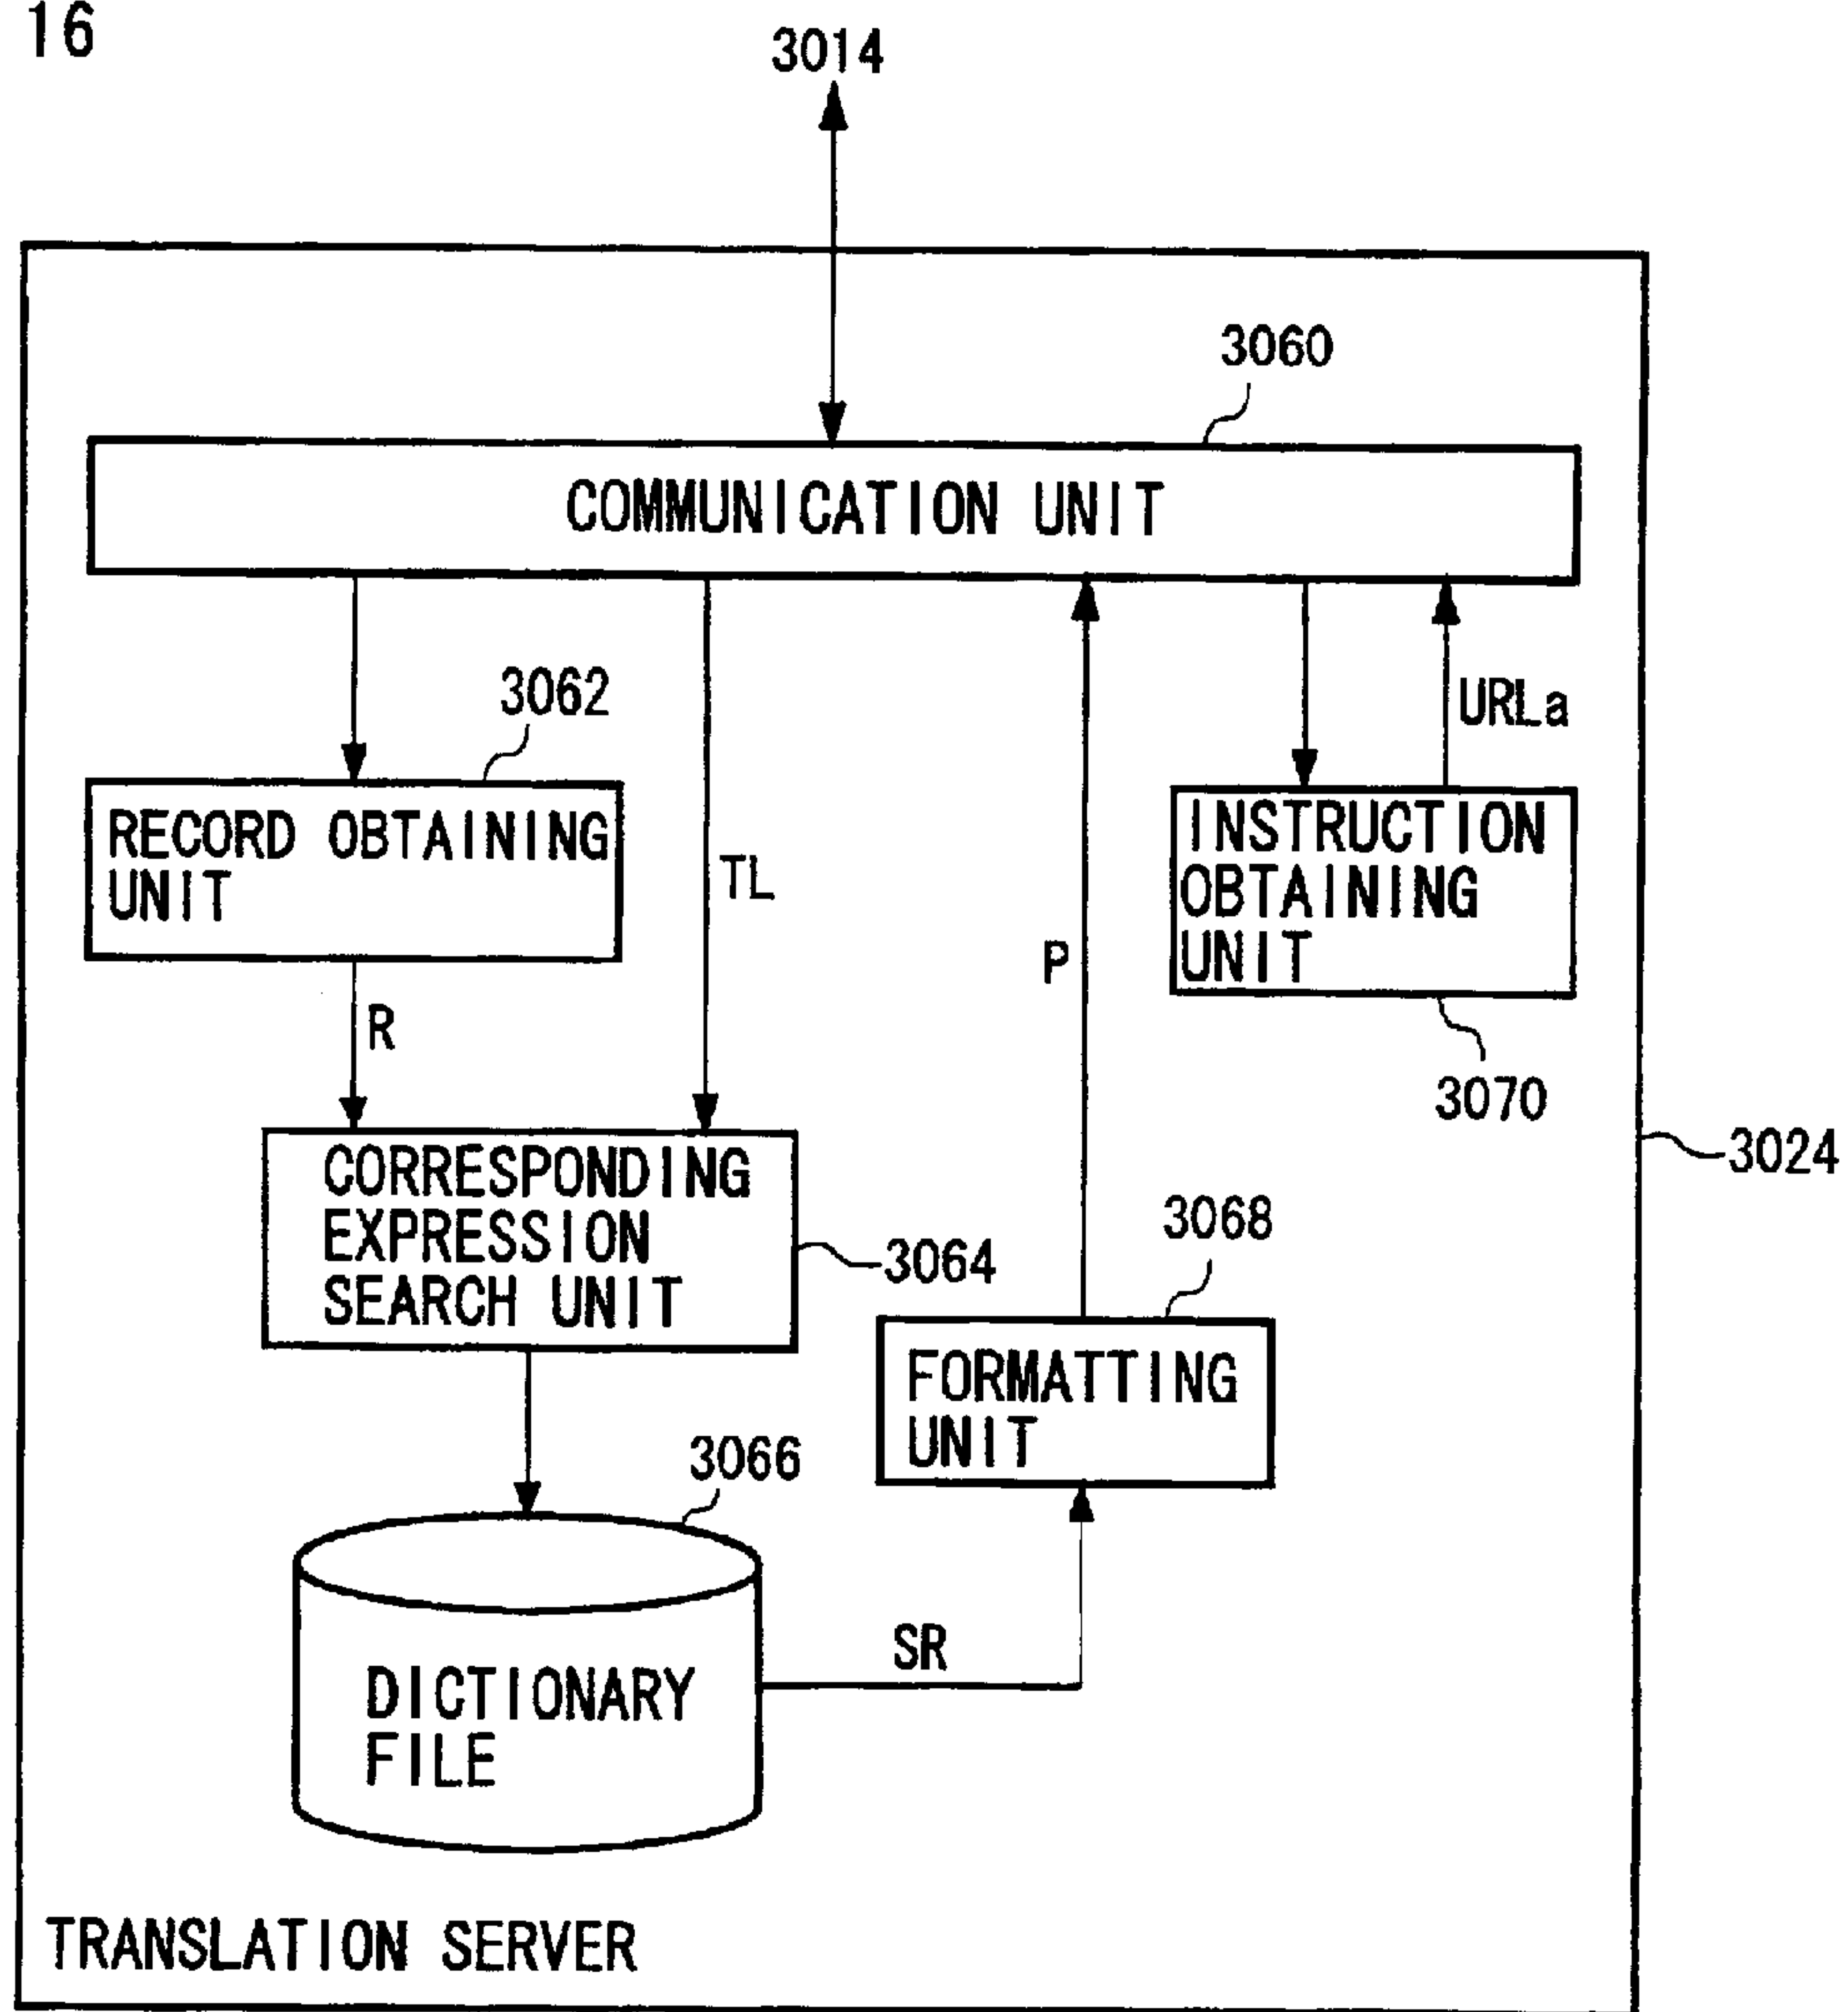 16
3014
3060
COMMUNICATION UNIT
3062
URLa
RECORD OBTAINING
UNIT
TL
INSTRUCTION
OBTAINING
UNIT
P
R
3070
3024
CORRESPONDING
EXPRESSION
SEARCH UNIT
3064
3068
FORMATTING
UNIT
3066
SR
DICTIONARY
FILE
TRANSLATION SERVER